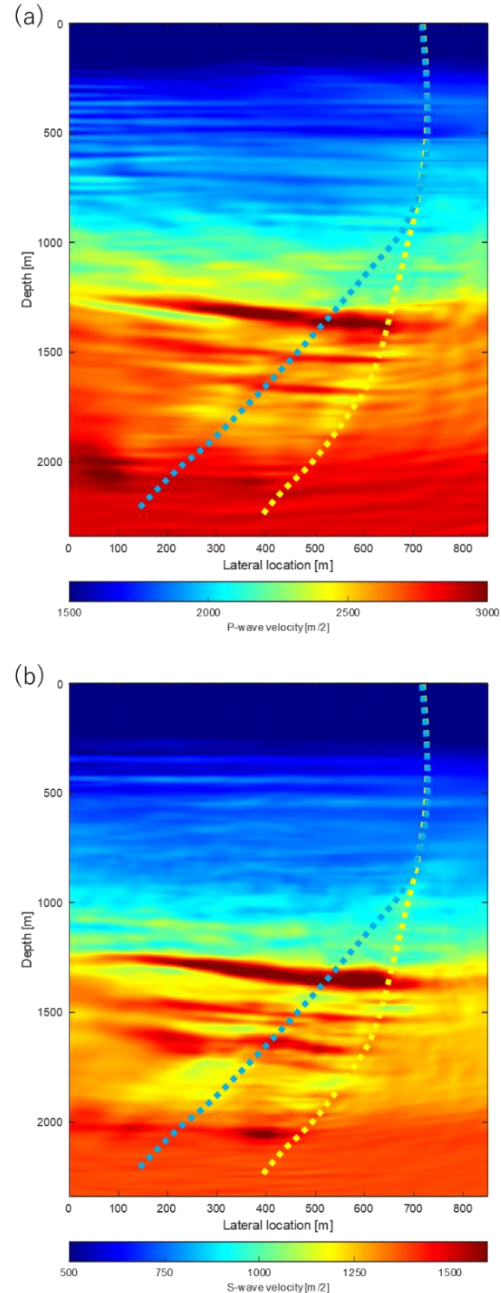 (a)
0
500
1000
1500
2000
Depth [m]
0 100 200 300 400 500 600 700 800
Lateral location [m]
1500 2000 2500 3000
P-wave velocity[m/2]
(b)
0
500
1000
1500
2000
Depth [m]
0 100 200 300 400 500 600 700 800
Lateral location [m]
500 750 1000 1250 1500
S-wave velocity[m/2]